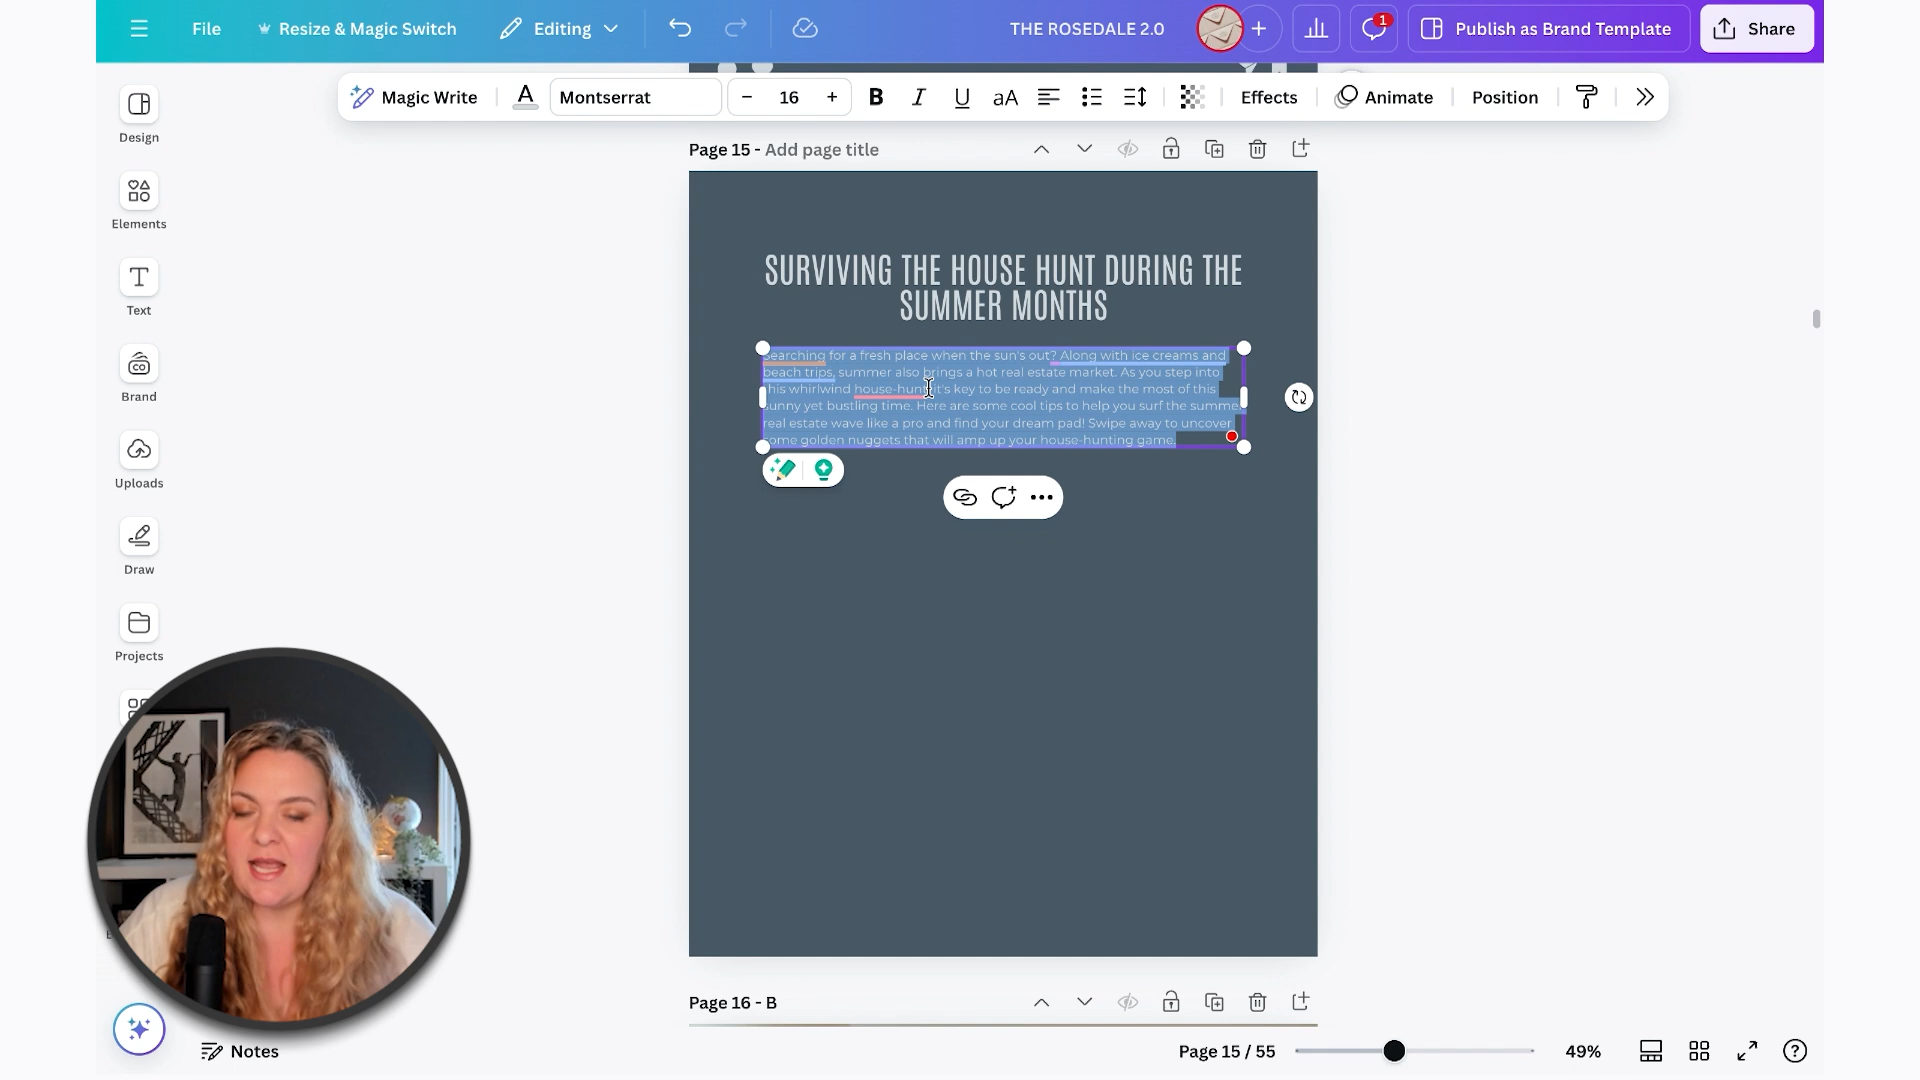 File
Resize & Magic Switch
Editing
THE ROSEDALE 2.0
1
Publish as Brand Template
Share
Magic Write
A
Montserrat
- 16 +
B I U aA
Effects
Animate
Position
Design
Elements
Text
Brand
Uploads
Draw
Projects
Page 15 - Add page title
SURVIVING THE HOUSE HUNT DURING THE
SUMMER MONTHS
Searching for a fresh place when the sun's out? Along with ice creams and
beach trips, summer also brings a hot real estate market. As you step into
this whirlwind house-hunt it's key to be ready and make the most of this
sunny yet bustling time. Here are some cool tips to help you surf the summe
real estate wave like a pro and find your dream pad! Swipe away to uncover
some golden nuggets that will amp up your house-hunting game.
Page 16 - B
Notes
Page 15 / 55
49%